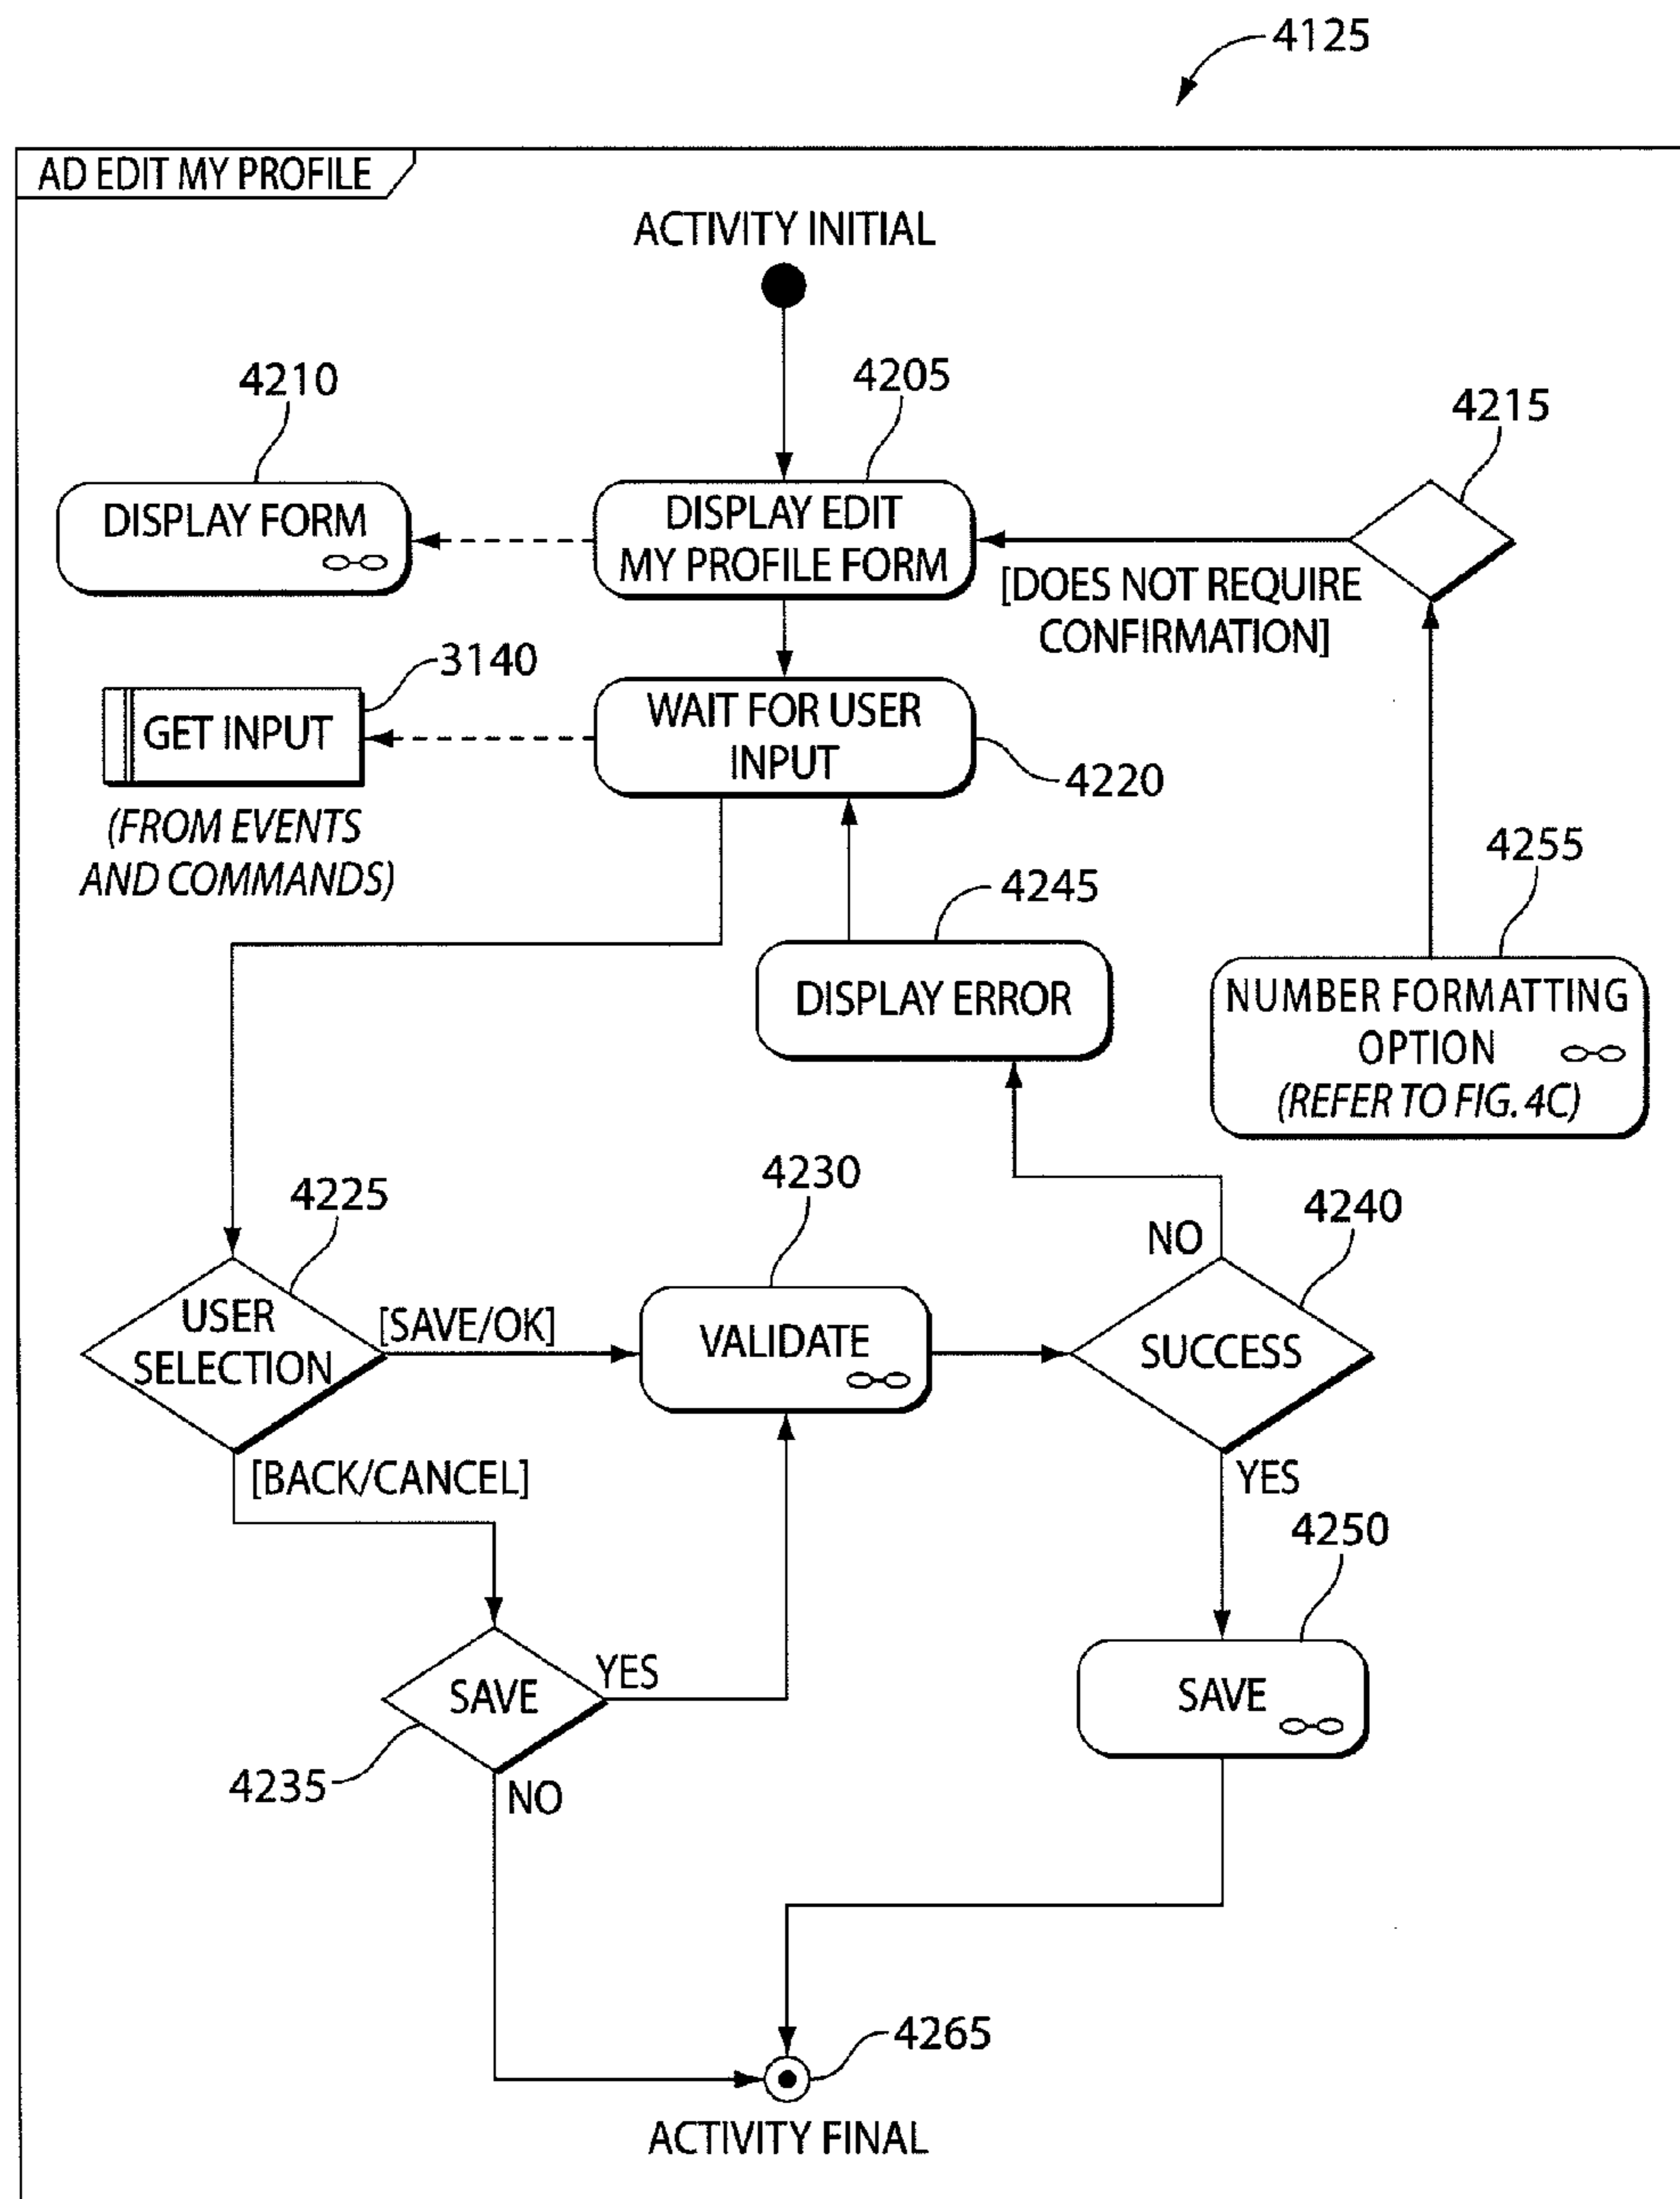 4125
AD EDIT MY PROFILE
ACTIVITY INITIAL
4210
4205
4215
DISPLAY FORM
DISPLAY EDIT
MY PROFILE FORM
[DOES NOT REQUIRE
CONFIRMATION]
3140
GET INPUT
(FROM EVENTS
AND COMMANDS)
WAIT FOR USER
INPUT
4220
4245
DISPLAY ERROR
4255
NUMBER FORMATTING
OPTION
(REFER TO FIG. 4C)
4225
USER
SELECTION
[SAVE/OK]
4230
VALIDATE
NO
4240
SUCCESS
[BACK/CANCEL]
YES
4250
SAVE
YES
4235
NO
SAVE
4265
ACTIVITY FINAL